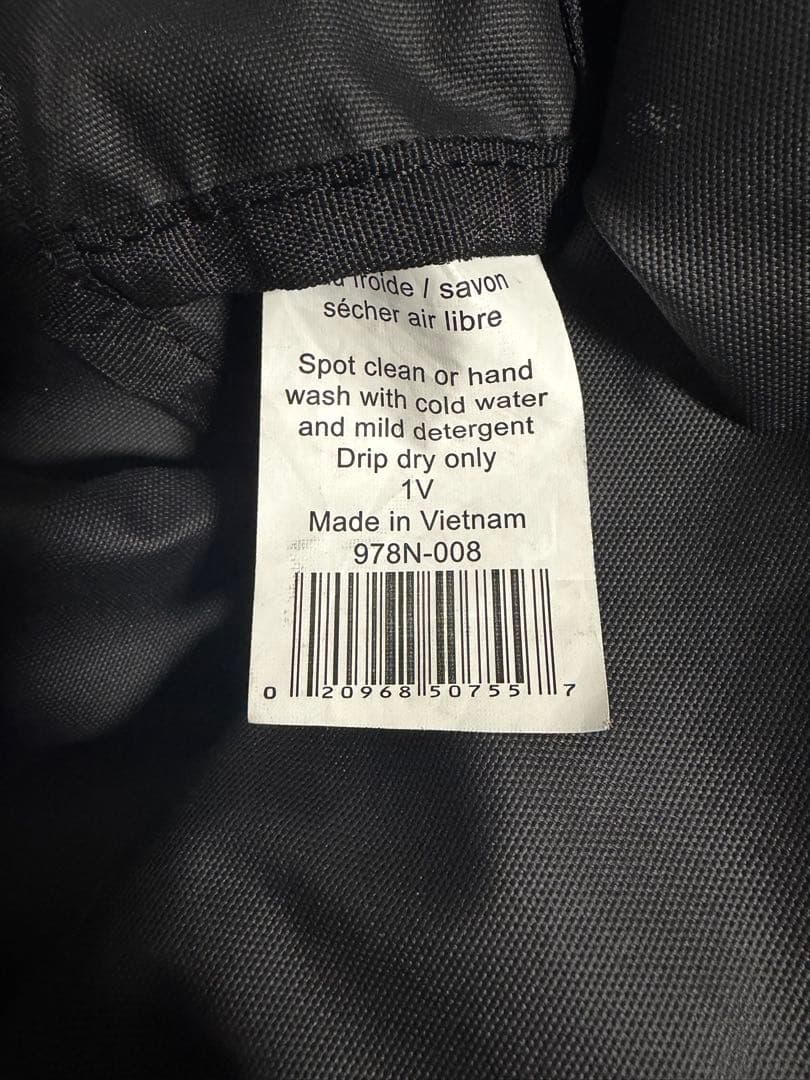 froide / savon
sécher air libre
Spot clean or hand
wash with cold water
and mild detergent
Drip dry only
1V
Made in Vietnam
978N-008
0 20968 50755 7